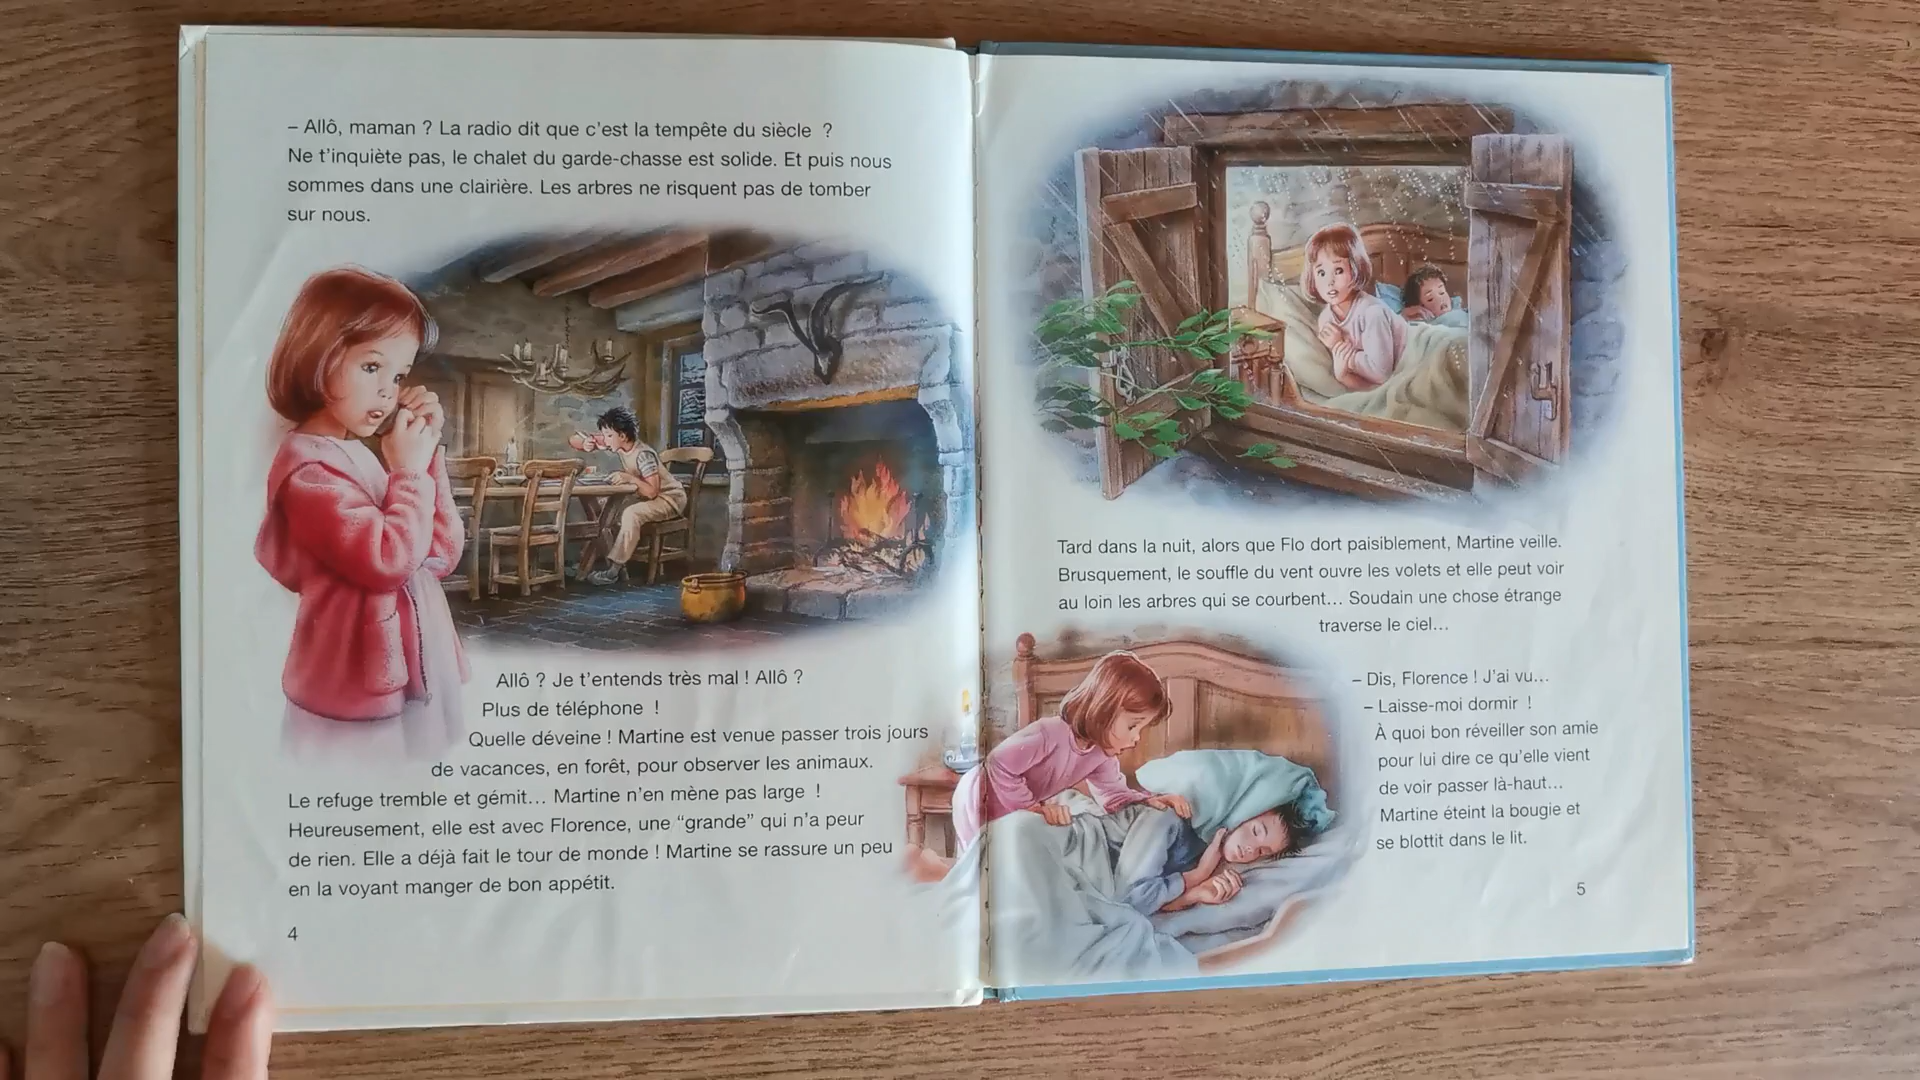 – Allô, maman ? La radio dit que c’est la tempête du siècle ?
Ne t’inquiète pas, le chalet du garde-chasse est solide. Et puis nous
sommes dans une clairière. Les arbres ne risquent pas de tomber
sur nous.
Allô ? Je t’entends très mal ! Allô ?
Plus de téléphone !
Quelle déveine ! Martine est venue passer trois jours
de vacances, en forêt, pour observer les animaux.
Le refuge tremble et gémit… Martine n’en mène pas large !
Heureusement, elle est avec Florence, une “grande” qui n’a peur
de rien. Elle a déjà fait le tour de monde ! Martine se rassure un peu
en la voyant manger de bon appétit.
4
Tard dans la nuit, alors que Flo dort paisiblement, Martine veille.
Brusquement, le souffle du vent ouvre les volets et elle peut voir
au loin les arbres qui se courbent… Soudain une chose étrange
traverse le ciel…
– Dis, Florence ! J’ai vu…
– Laisse-moi dormir !
À quoi bon réveiller son amie
pour lui dire ce qu’elle vient
de voir passer là-haut…
Martine éteint la bougie et
se blottit dans le lit.
5